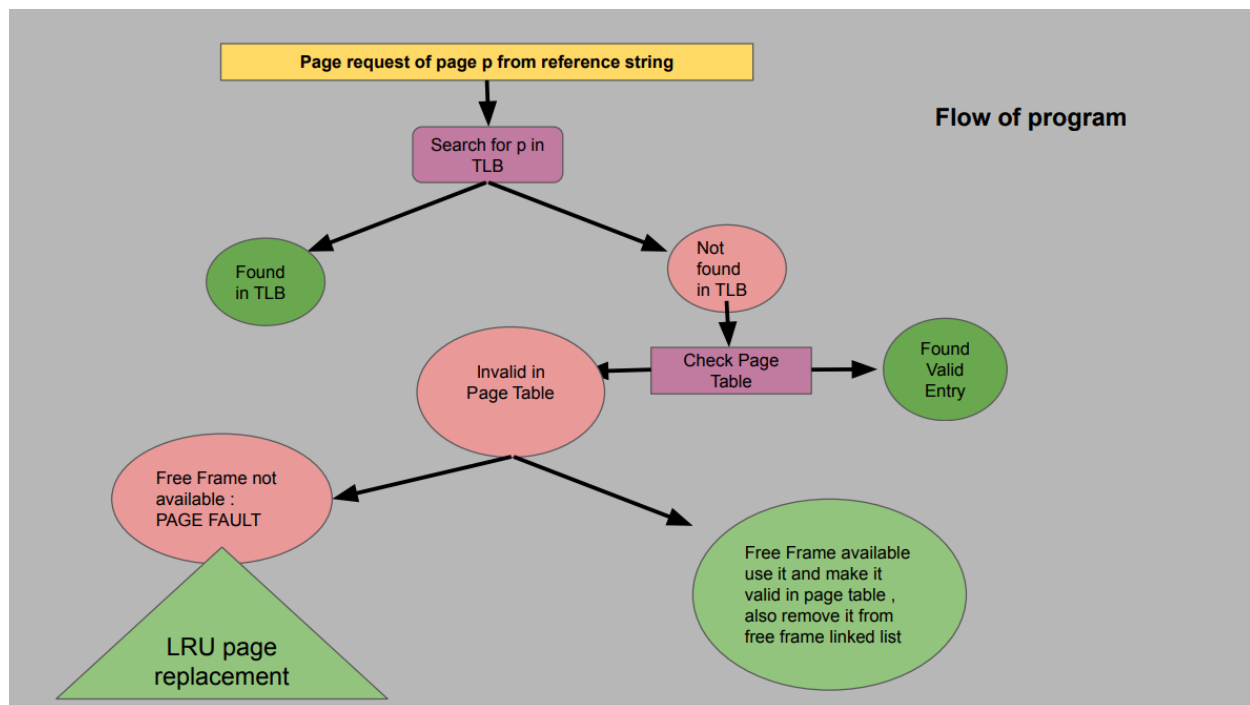 Page request of page p from reference string
Flow of program
Search for p in
TLB
Found
in TLB
Not
found
in TLB
Check Page
Table
Found
Valid
Entry
Invalid in
Page Table
Free Frame not
available :
PAGE FAULT
LRU page
replacement
Free Frame available
use it and make it
valid in page table ,
also remove it from
free frame linked list